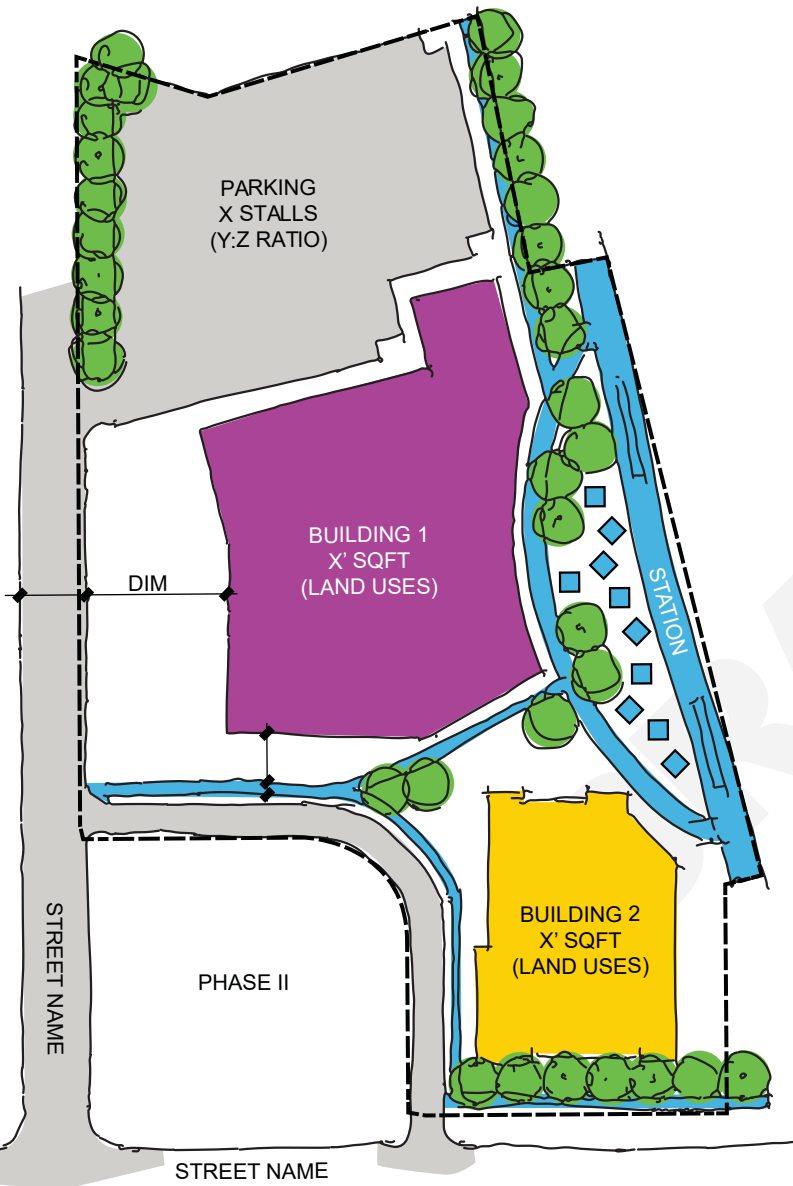 PARKING
X STALLS
(Y:Z RATIO)
BUILDING 1
X' SQFT
(LAND USES)
DIM
STATION
BUILDING 2
X' SQFT
(LAND USES)
STREET NAME
PHASE II
STREET NAME